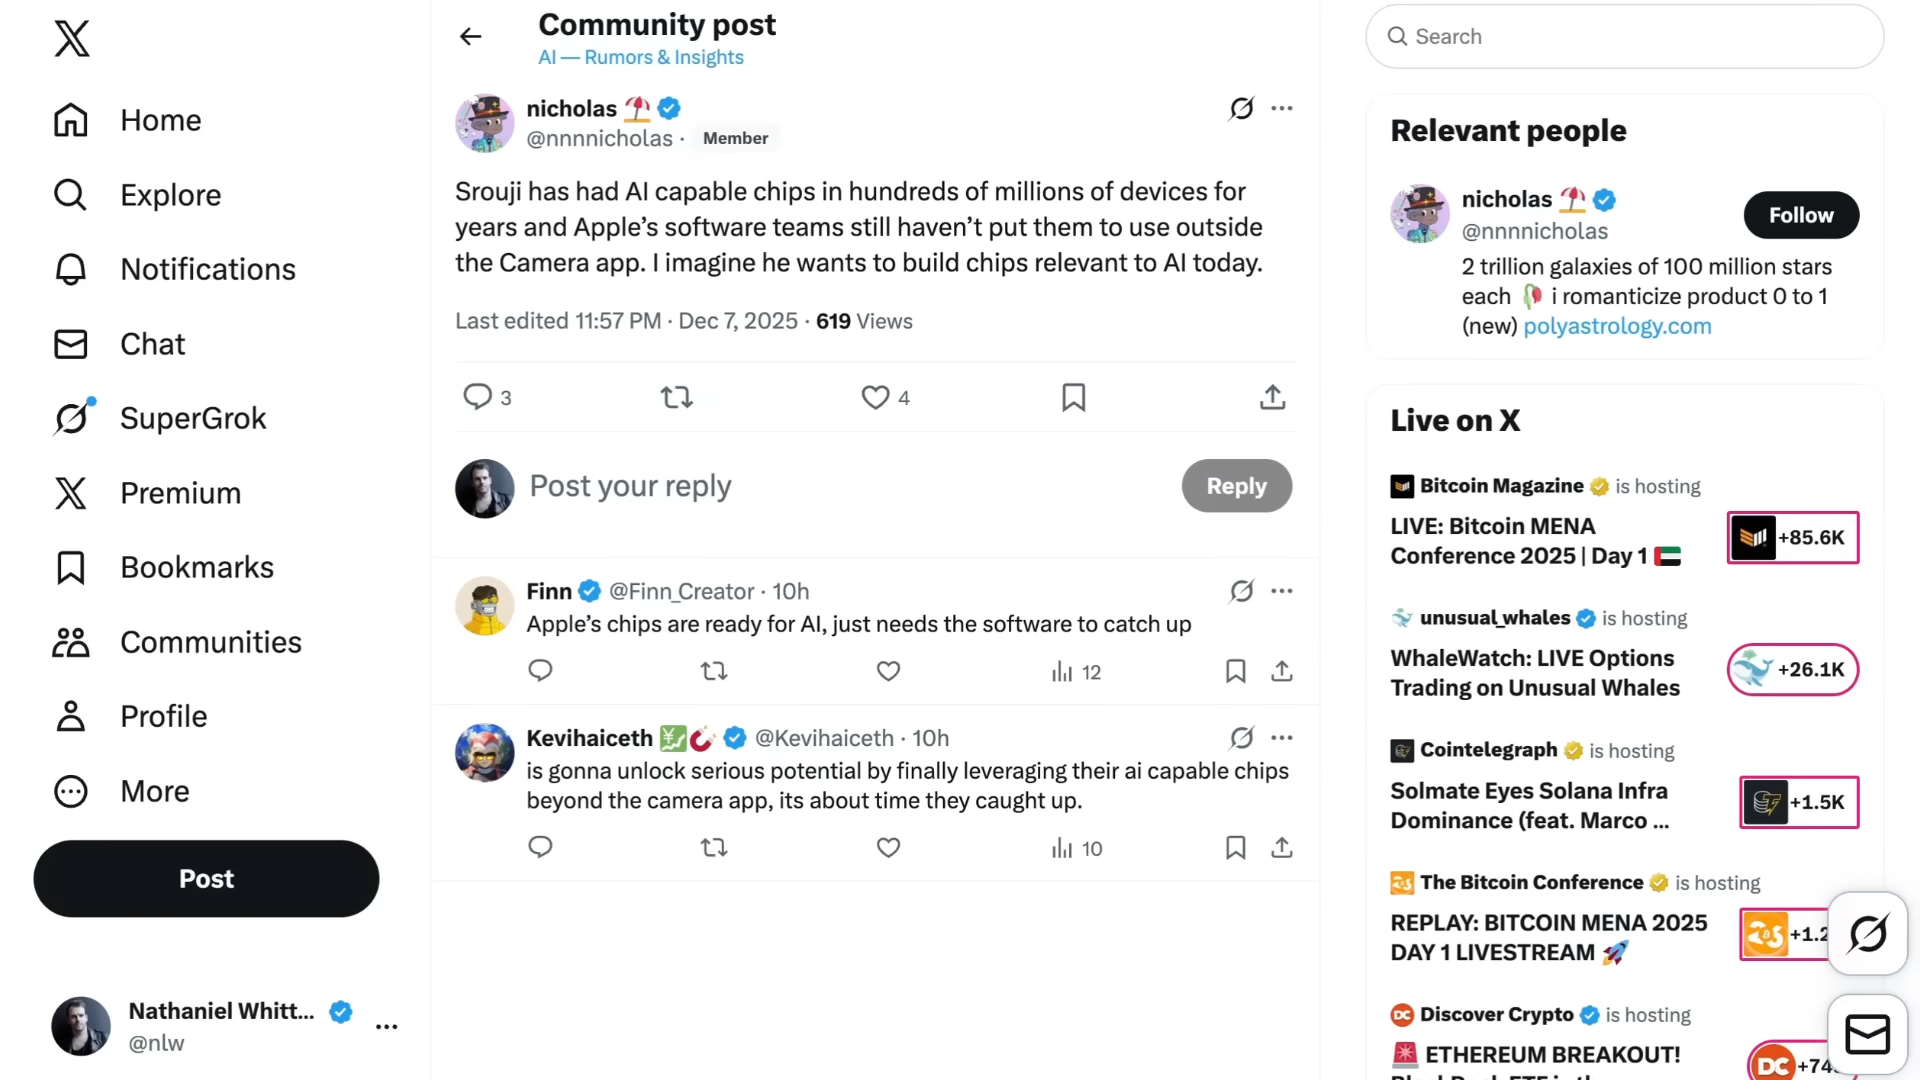 Home
Explore
Notifications
Chat
SuperGrok
Premium
Bookmarks
Communities
Profile
More
Post
Nathaniel Whitt...
@nlw
Community post
AI — Rumors & Insights
nicholas
@nnnnicholas · Member
Srouji has had AI capable chips in hundreds of millions of devices for
years and Apple’s software teams still haven’t put them to use outside
the Camera app. I imagine he wants to build chips relevant to AI today.
Last edited 11:57 PM · Dec 7, 2025 · 619 Views
3
4
Post your reply
Reply
Finn @Finn_Creator · 10h
Apple’s chips are ready for AI, just needs the software to catch up
12
Kevihaiceth @Kevihaiceth · 10h
is gonna unlock serious potential by finally leveraging their ai capable chips
beyond the camera app, its about time they caught up.
10
Search
Relevant people
nicholas
@nnnnicholas
Follow
2 trillion galaxies of 100 million stars
each 🥀 i romanticize product 0 to 1
(new) polyastrology.com
Live on X
Bitcoin Magazine is hosting
LIVE: Bitcoin MENA
Conference 2025 | Day 1
+85.6K
unusual_whales is hosting
WhaleWatch: LIVE Options
Trading on Unusual Whales
+26.1K
Cointelegraph is hosting
Solmate Eyes Solana Infra
Dominance (feat. Marco ...
+1.5K
The Bitcoin Conference is hosting
REPLAY: BITCOIN MENA 2025
DAY 1 LIVESTREAM 🚀
+1.2
DC Discover Crypto is hosting
🚨 ETHEREUM BREAKOUT!
DC +74